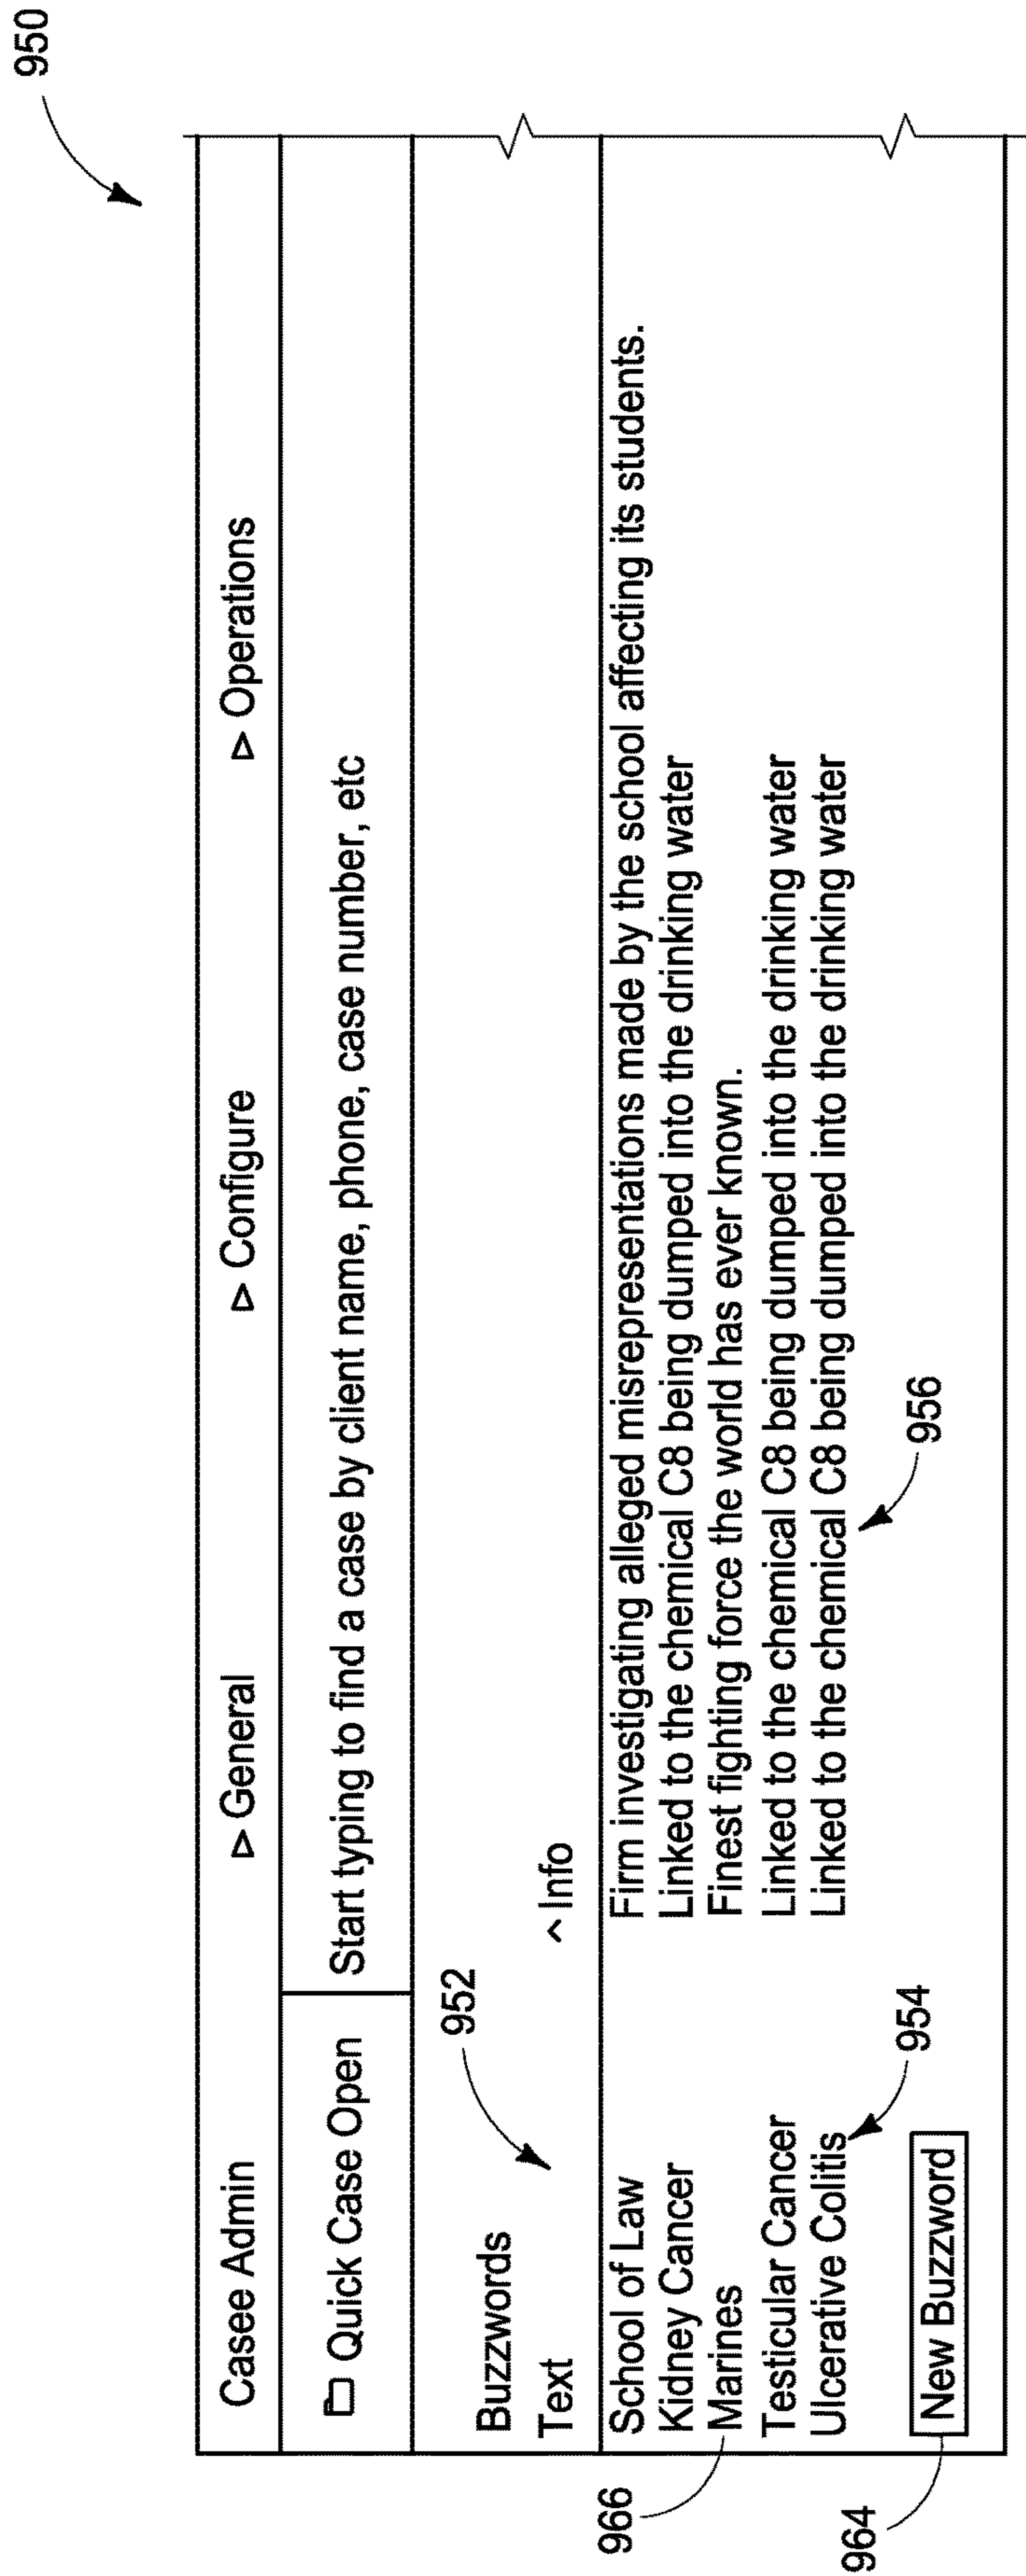 950
Casee Admin ▷ General ▷ Configure ▷ Operations
Quick Case Open Start typing to find a case by client name, phone, case number, etc
952
Buzzwords
Text ^ Info
School of Law Firm investigating alleged misrepresentations made by the school affecting its students.
Kidney Cancer Linked to the chemical C8 being dumped into the drinking water
966
Marines Finest fighting force the world has ever known.
Testicular Cancer Linked to the chemical C8 being dumped into the drinking water
Ulcerative Colitis Linked to the chemical C8 being dumped into the drinking water
954
956
New Buzzword
964